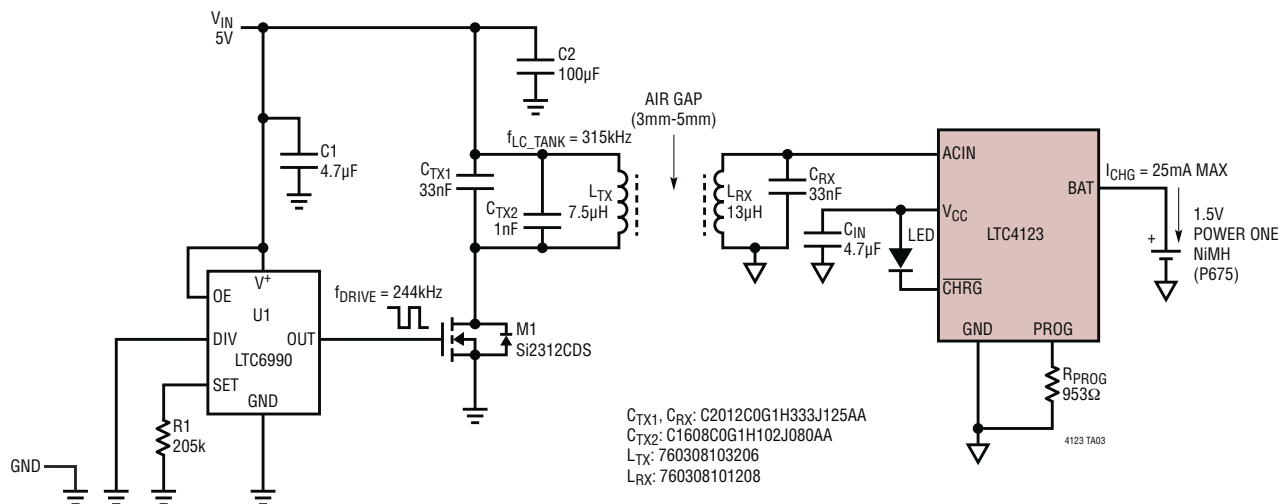 VIN
5V
C2
100µF
C1
4.7µF
fLC_TANK = 315kHz
AIR GAP
(3mm-5mm)
CTX1
33nF
CTX2
1nF
LTX
7.5µH
LRX
13µH
CRX
33nF
CIN
4.7µF
LED
ACIN
VCC
CHRG
BAT
LTC4123
GND
PROG
ICHG = 25mA MAX
+
1.5V
POWER ONE
NiMH
(P675)
RPROG
953Ω
V+
OE
U1
DIV
OUT
LTC6990
SET
GND
R1
205k
GND
fDRIVE = 244kHz
M1
Si2312CDS
CTX1, CRX: C2012C0G1H333J125AA
CTX2: C1608C0G1H102J080AA
LTX: 760308103206
LRX: 760308101208
4123 TA03